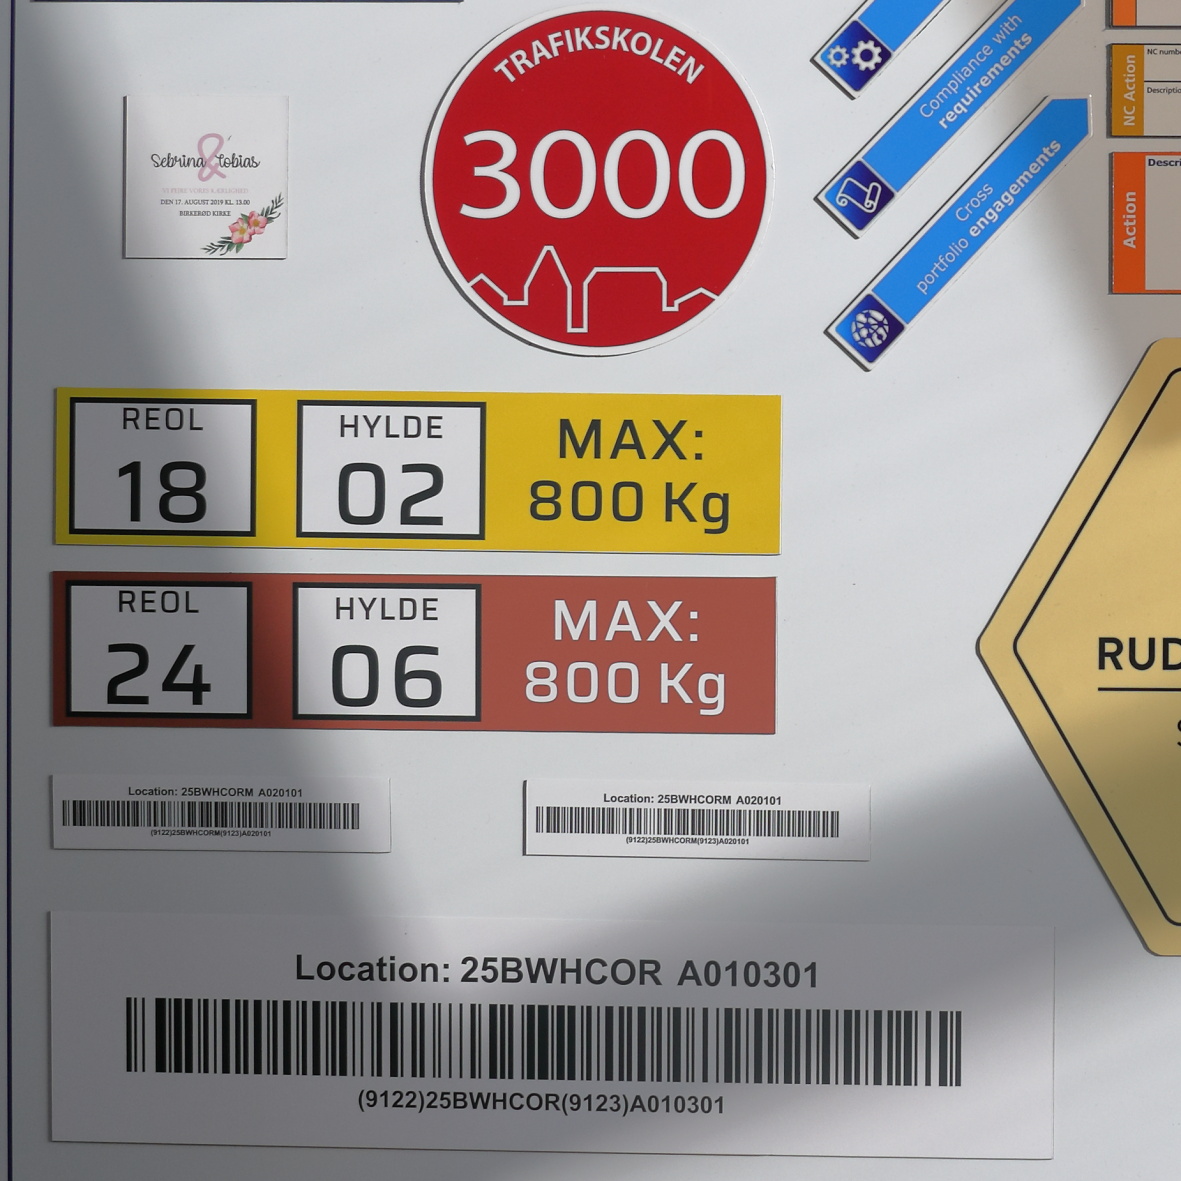 TRAFIKSKOLEN
3000
Sebrina & Tobias
DEN 17. AUGUST 2019 KL. 13.00
BIRKERØD KIRKE
Compliance with
requirements
Cross
portfolio engagements
NC Action
Action
REOL
18
HYLDE
02
MAX:
800 Kg
REOL
24
HYLDE
06
MAX:
800 Kg
RUD
Location: 25BWHCORM A020101
(9122)25BWHCORM(9123)A020101
Location: 25BWHCORM A020101
(9122)25BWHCORM(9123)A020101
Location: 25BWHCOR A010301
(9122)25BWHCOR(9123)A010301